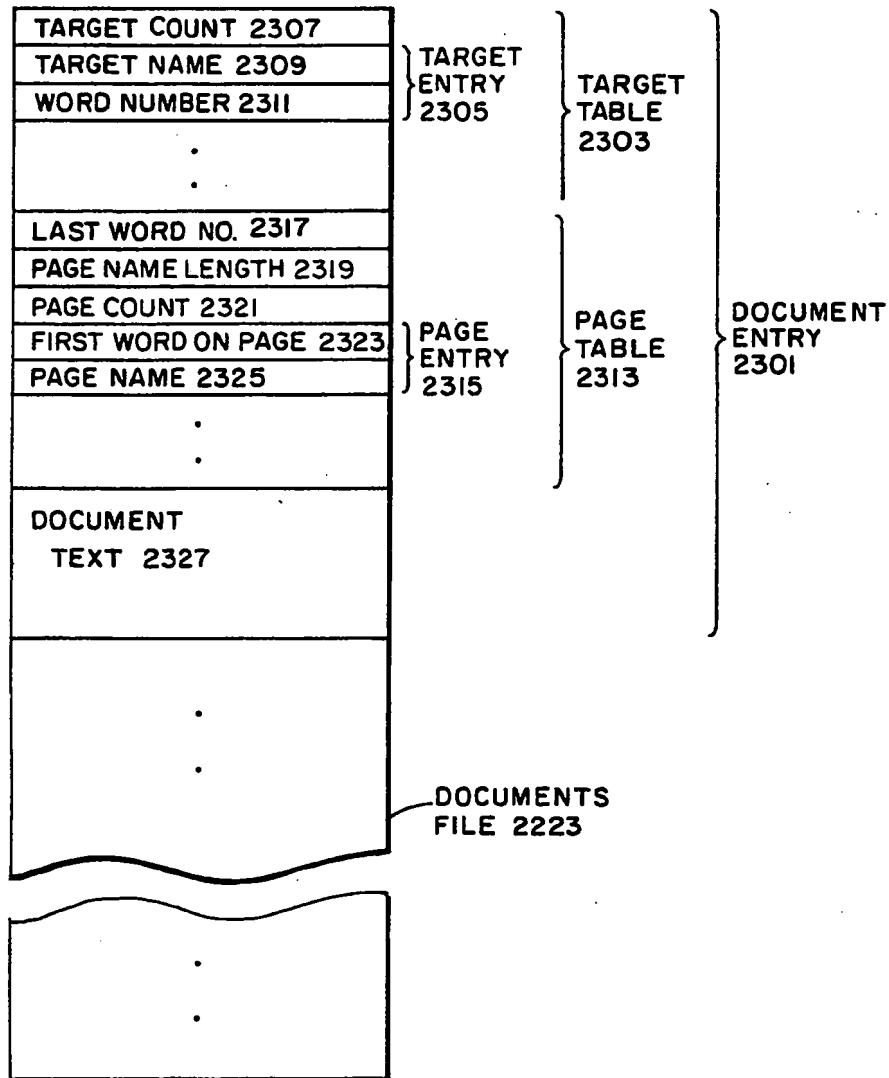 TARGET COUNT 2307
TARGET NAME 2309
WORD NUMBER 2311
TARGET
ENTRY
2305
TARGET
TABLE
2303
LAST WORD NO. 2317
PAGE NAME LENGTH 2319
PAGE COUNT 2321
FIRST WORD ON PAGE 2323
PAGE NAME 2325
PAGE
ENTRY
2315
PAGE
TABLE
2313
DOCUMENT
ENTRY
2301
DOCUMENT
TEXT 2327
DOCUMENTS
FILE 2223